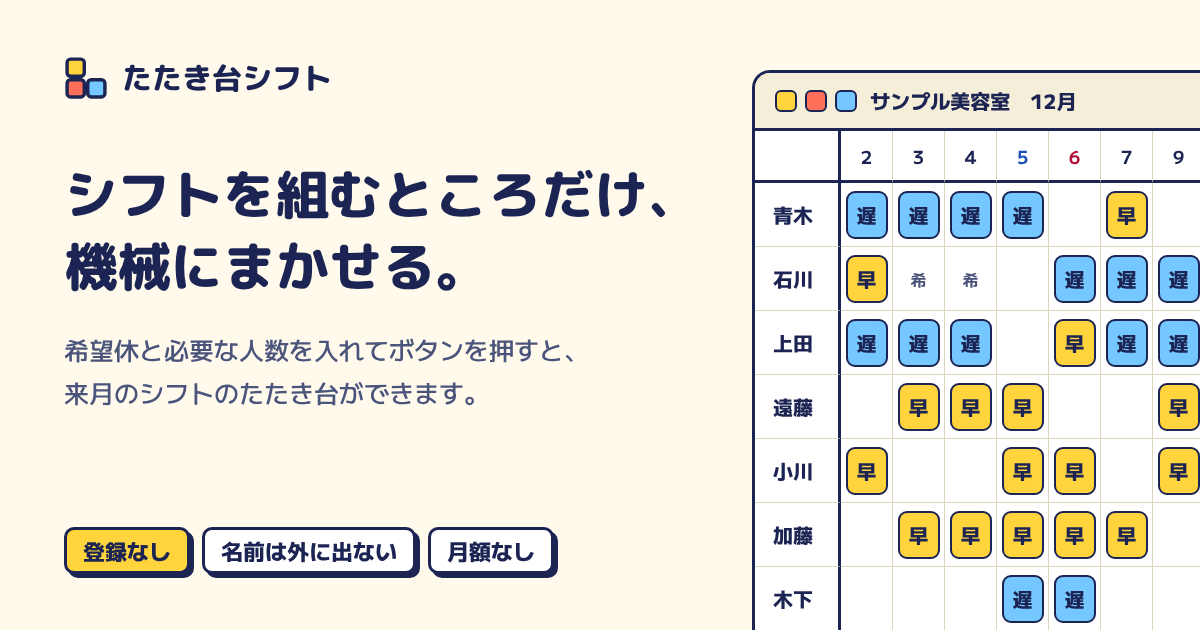 たたき台シフト
シフトを組むところだけ、
機械にまかせる。
希望休と必要な人数を入れてボタンを押すと、
来月のシフトのたたき台ができます。
登録なし 名前は外に出ない 月額なし
サンプル美容室 12月
2 3 4 5 6 7 9
青木 遅 遅 遅 遅 早
石川 早 希 希 遅 遅 遅
上田 遅 遅 遅 早 遅 遅
遠藤 早 早 早 早
小川 早 早 早 早
加藤 早 早 早 早 早
木下 遅 遅